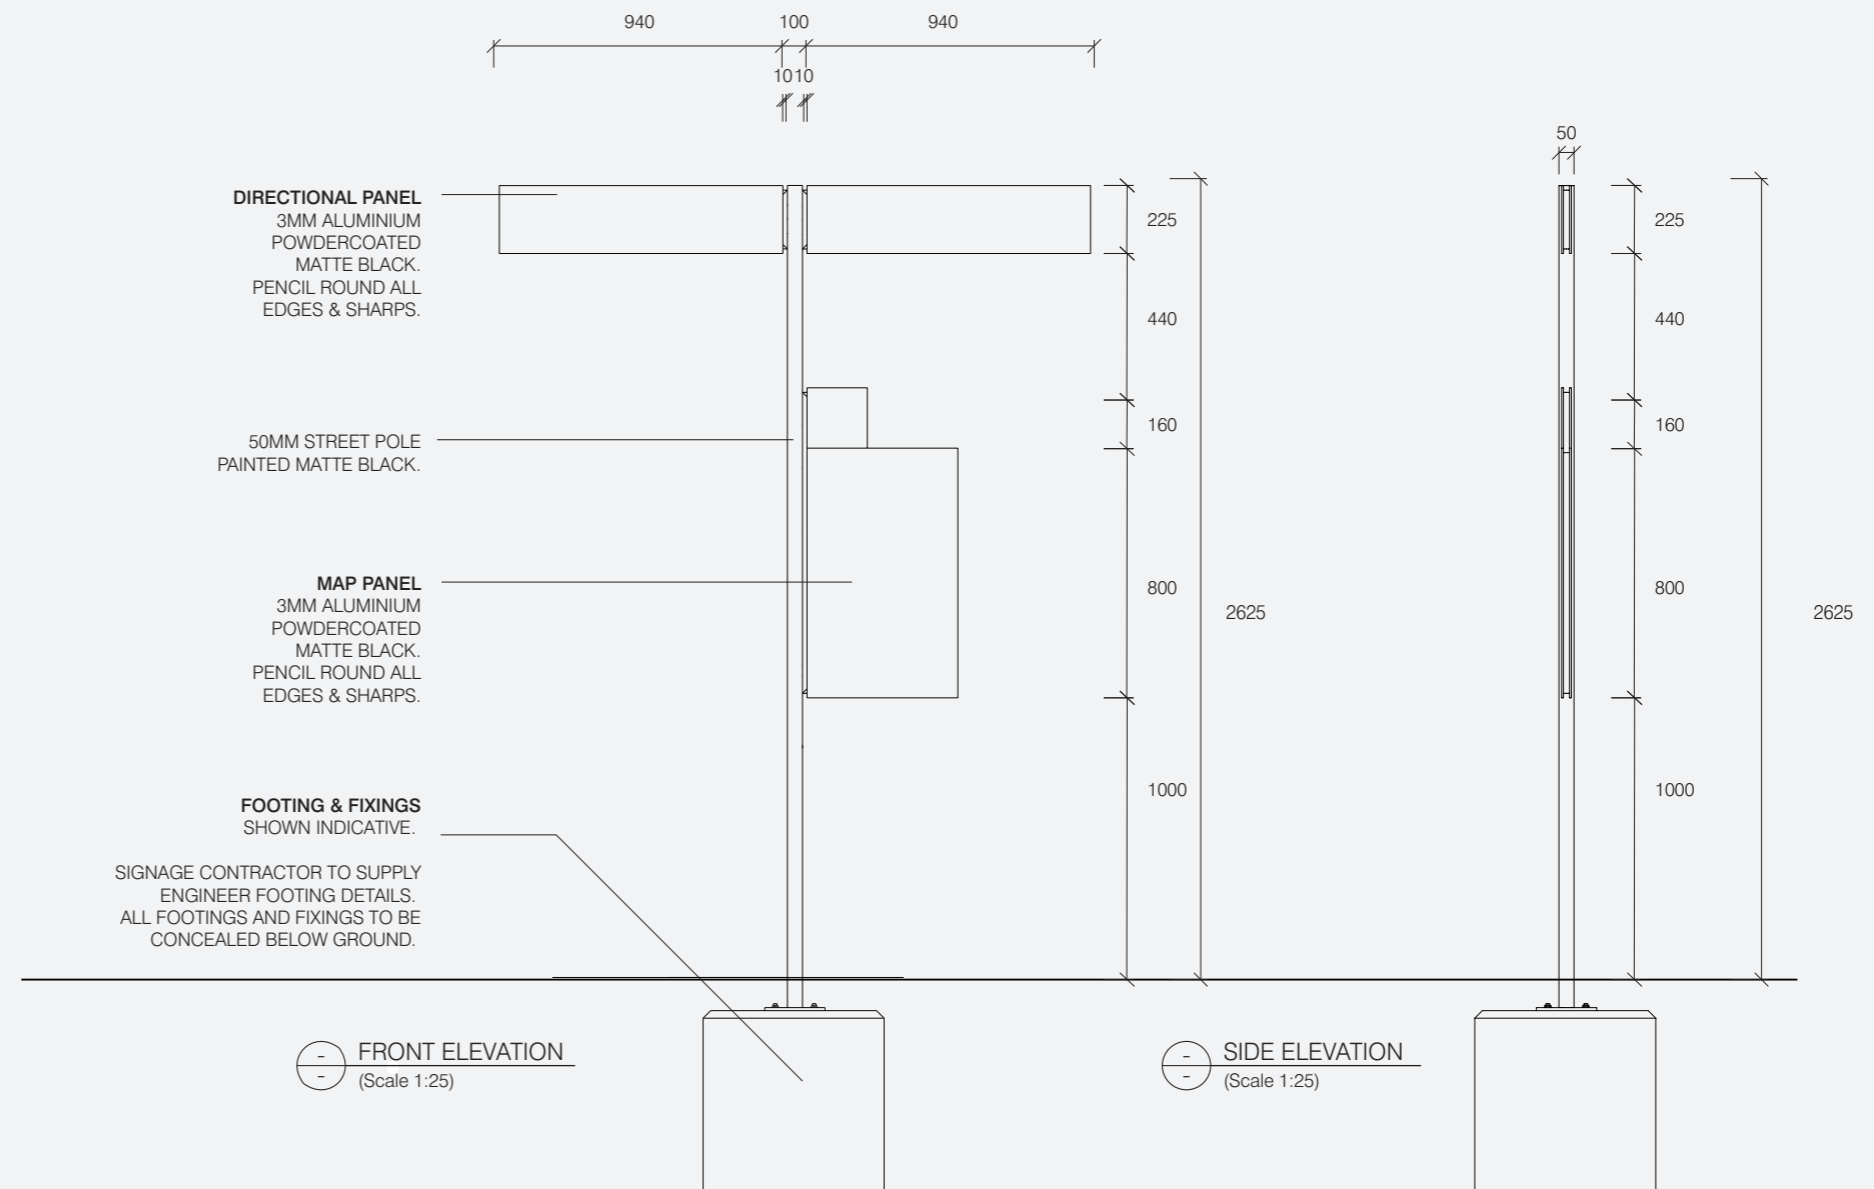 940 100 940
10 10
50
DIRECTIONAL PANEL
3MM ALUMINIUM
POWDERCOATED
MATTE BLACK.
PENCIL ROUND ALL
EDGES & SHARPS.
225
440
160
800
1000
2625
50MM STREET POLE
PAINTED MATTE BLACK.
MAP PANEL
3MM ALUMINIUM
POWDERCOATED
MATTE BLACK.
PENCIL ROUND ALL
EDGES & SHARPS.
FOOTING & FIXINGS
SHOWN INDICATIVE.
SIGNAGE CONTRACTOR TO SUPPLY
ENGINEER FOOTING DETAILS.
ALL FOOTINGS AND FIXINGS TO BE
CONCEALED BELOW GROUND.
225
440
160
800
1000
2625
-
-
FRONT ELEVATION
(Scale 1:25)
-
-
SIDE ELEVATION
(Scale 1:25)